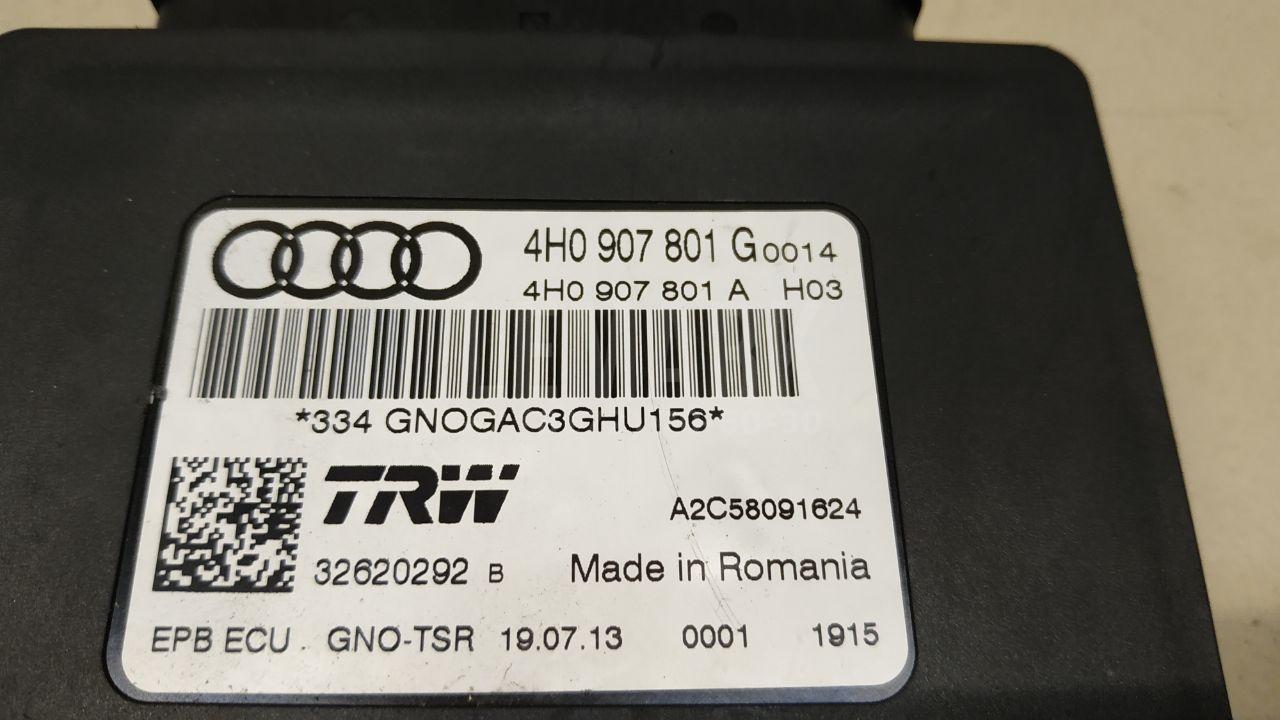 4H0 907 801 G 0014
4H0 907 801 A H03
*334 GNOGAC3GHU156*
TRW
A2C58091624
32620292 B Made in Romania
EPB ECU GNO-TSR 19.07.13 0001 1915